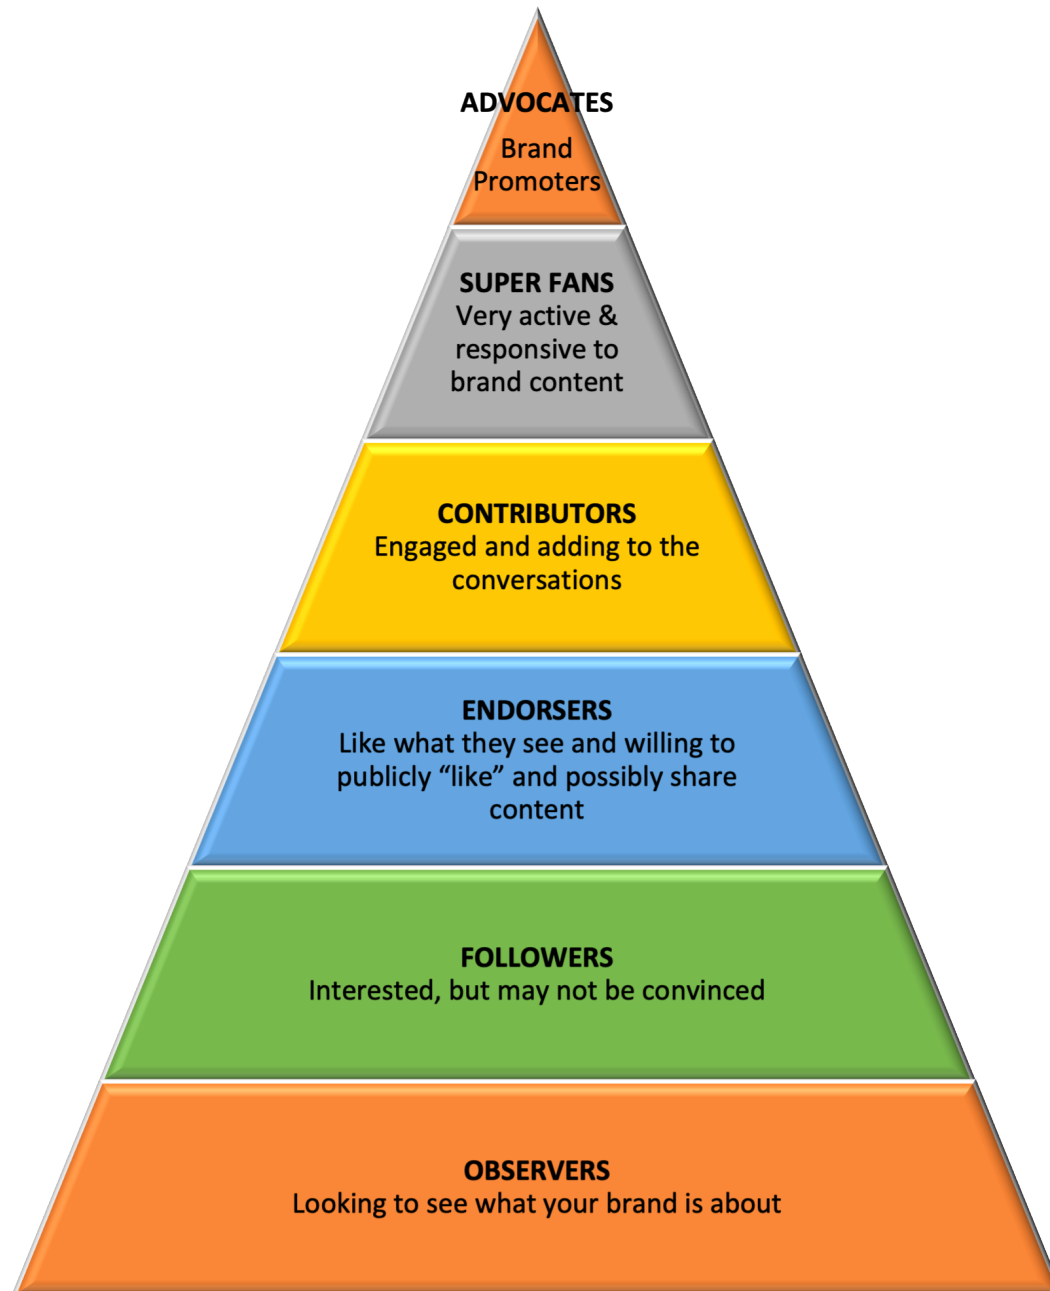 ADVOCATES
Brand
Promoters
SUPER FANS
Very active &
responsive to
brand content
CONTRIBUTORS
Engaged and adding to the
conversations
ENDORSERS
Like what they see and willing to
publicly “like” and possibly share
content
FOLLOWERS
Interested, but may not be convinced
OBSERVERS
Looking to see what your brand is about